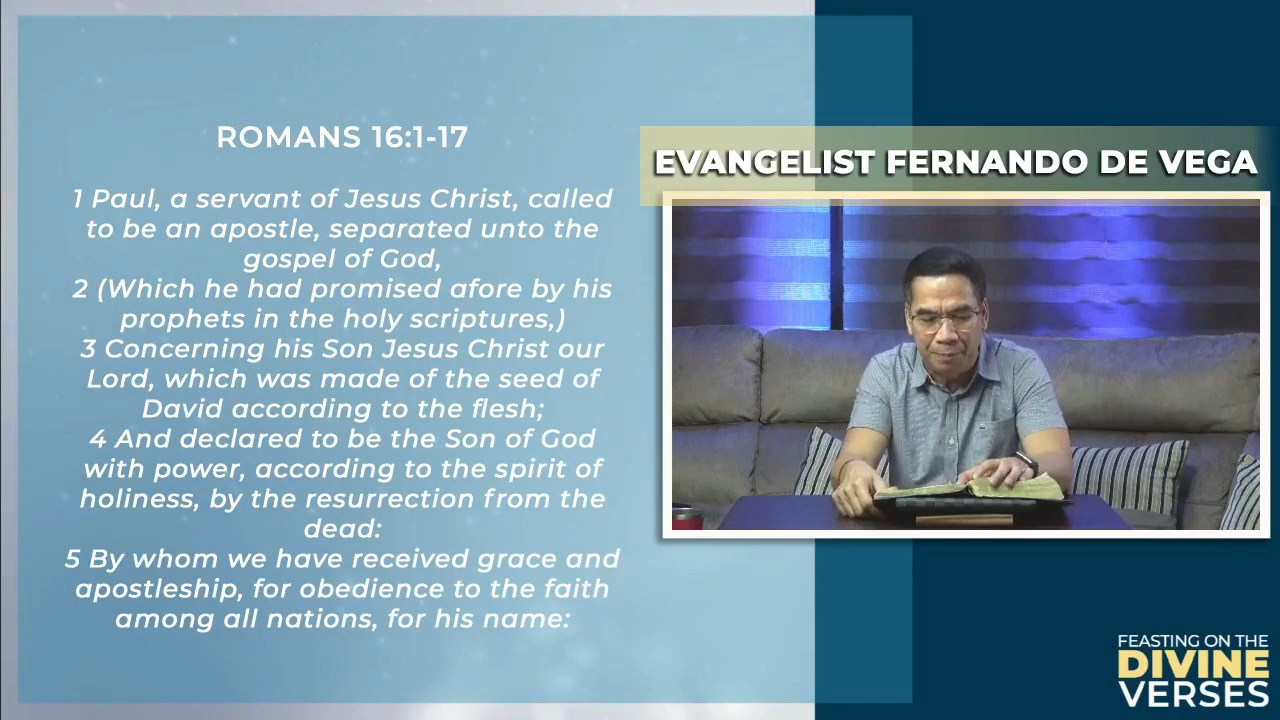 ROMANS 16:1-17
1 Paul, a servant of Jesus Christ, called
to be an apostle, separated unto the
gospel of God,
2 (Which he had promised afore by his
prophets in the holy scriptures,)
3 Concerning his Son Jesus Christ our
Lord, which was made of the seed of
David according to the flesh;
4 And declared to be the Son of God
with power, according to the spirit of
holiness, by the resurrection from the
dead:
5 By whom we have received grace and
apostleship, for obedience to the faith
among all nations, for his name:
EVANGELIST FERNANDO DE VEGA
FEASTING ON THE
DIVINE
VERSES